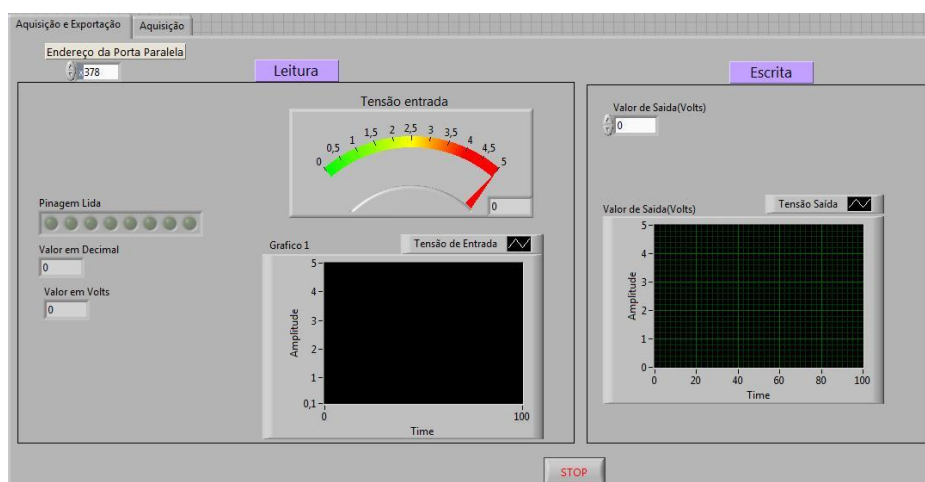 Aquisição e Exportação
Aquisição
Endereço da Porta Paralela
x378
Leitura
Tensão entrada
0 0,5 1 1,5 2 2,5 3 3,5 4 4,5 5
0
Pinagem Lida
Valor em Decimal
0
Valor em Volts
0
Grafico 1
Tensão de Entrada
5
4
3
2
1
0,1
Amplitude
0 100
Time
Escrita
Valor de Saida(Volts)
0
Valor de Saida(Volts)
Tensão Saída
5
4
3
2
1
0
Amplitude
0 20 40 60 80 100
Time
STOP